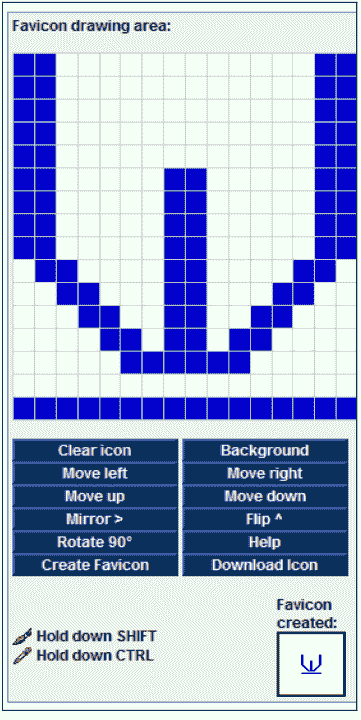 Favicon drawing area:
Clear icon
Background
Move left
Move right
Move up
Move down
Mirror >
Flip ^
Rotate 90°
Help
Create Favicon
Download Icon
Favicon
created:
Hold down SHIFT
Hold down CTRL